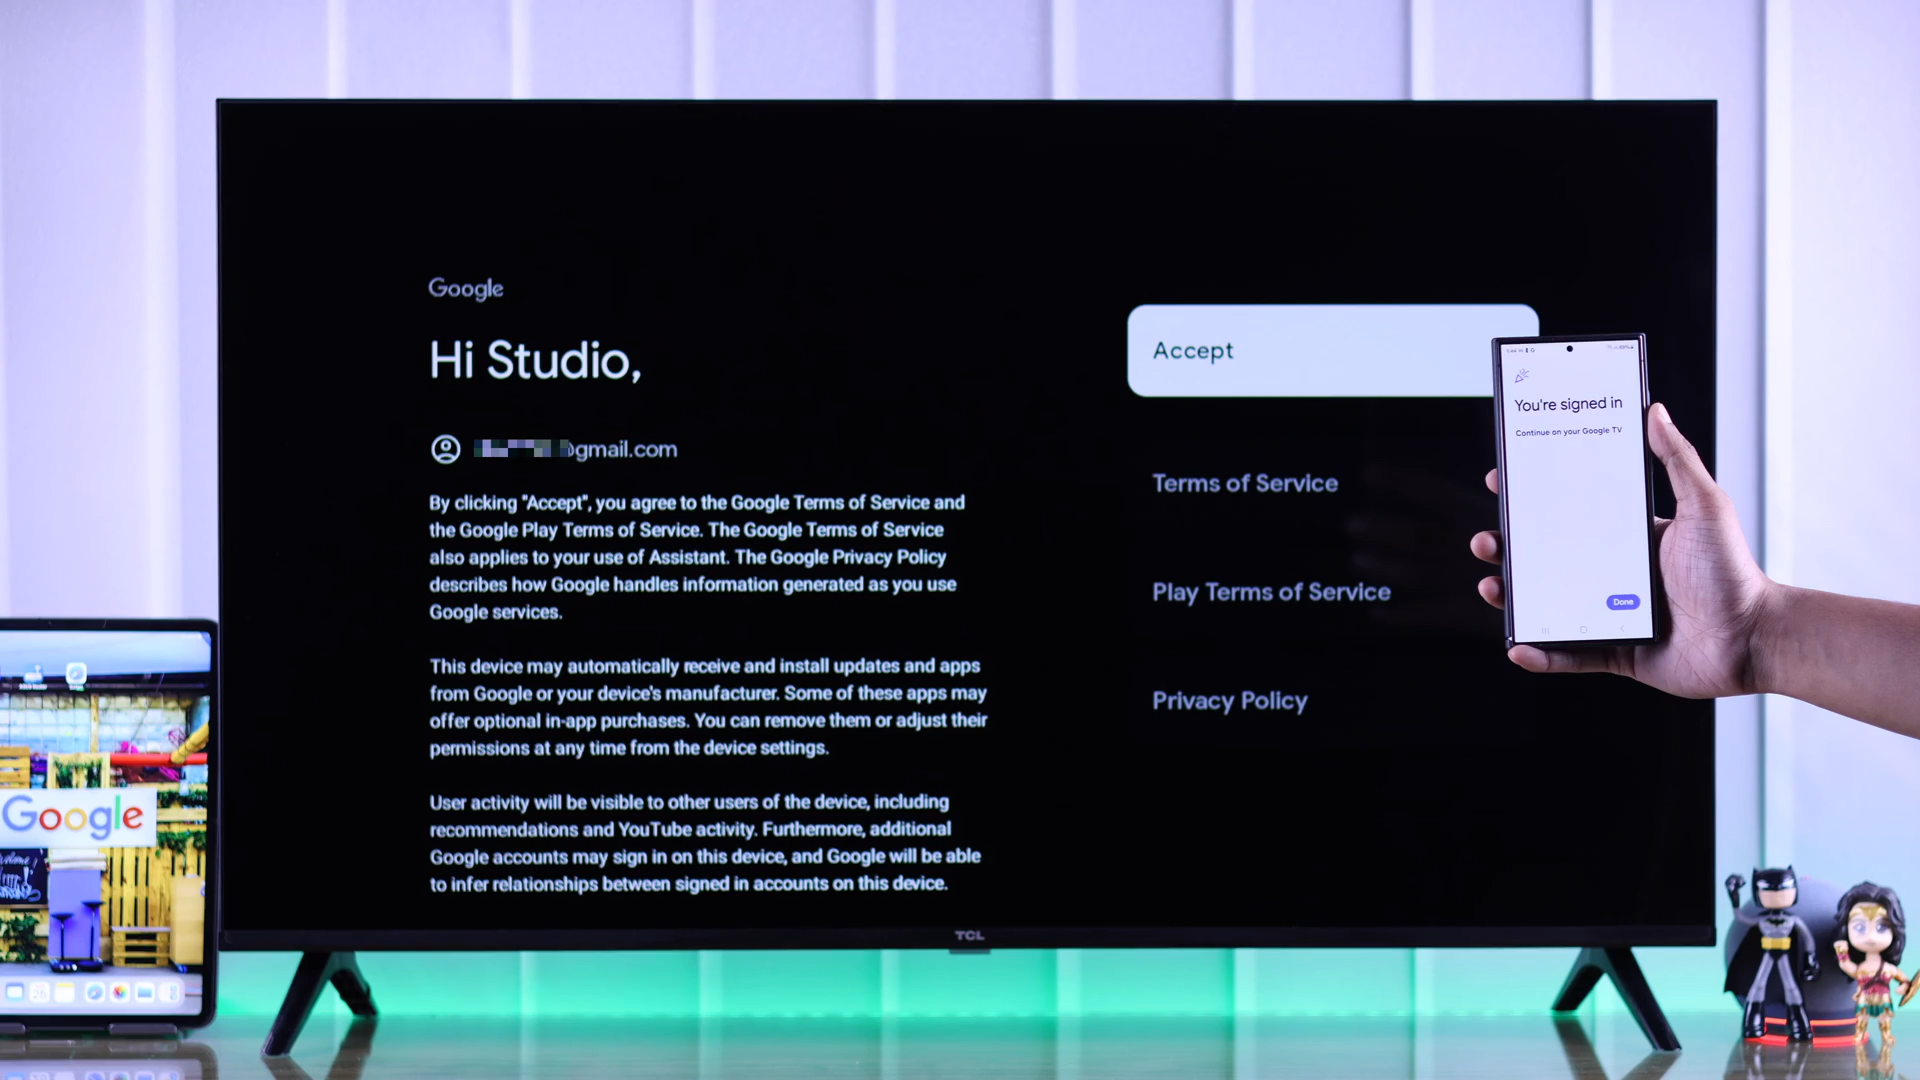 Google
Hi Studio,
@gmail.com
By clicking "Accept", you agree to the Google Terms of Service and
the Google Play Terms of Service. The Google Terms of Service
also applies to your use of Assistant. The Google Privacy Policy
describes how Google handles information generated as you use
Google services.
This device may automatically receive and install updates and apps
from Google or your device's manufacturer. Some of these apps may
offer optional in-app purchases. You can remove them or adjust their
permissions at any time from the device settings.
User activity will be visible to other users of the device, including
recommendations and YouTube activity. Furthermore, additional
Google accounts may sign in on this device, and Google will be able
to infer relationships between signed in accounts on this device.
Accept
Terms of Service
Play Terms of Service
Privacy Policy
You're signed in
Continue on your Google TV
Done
TCL
Google